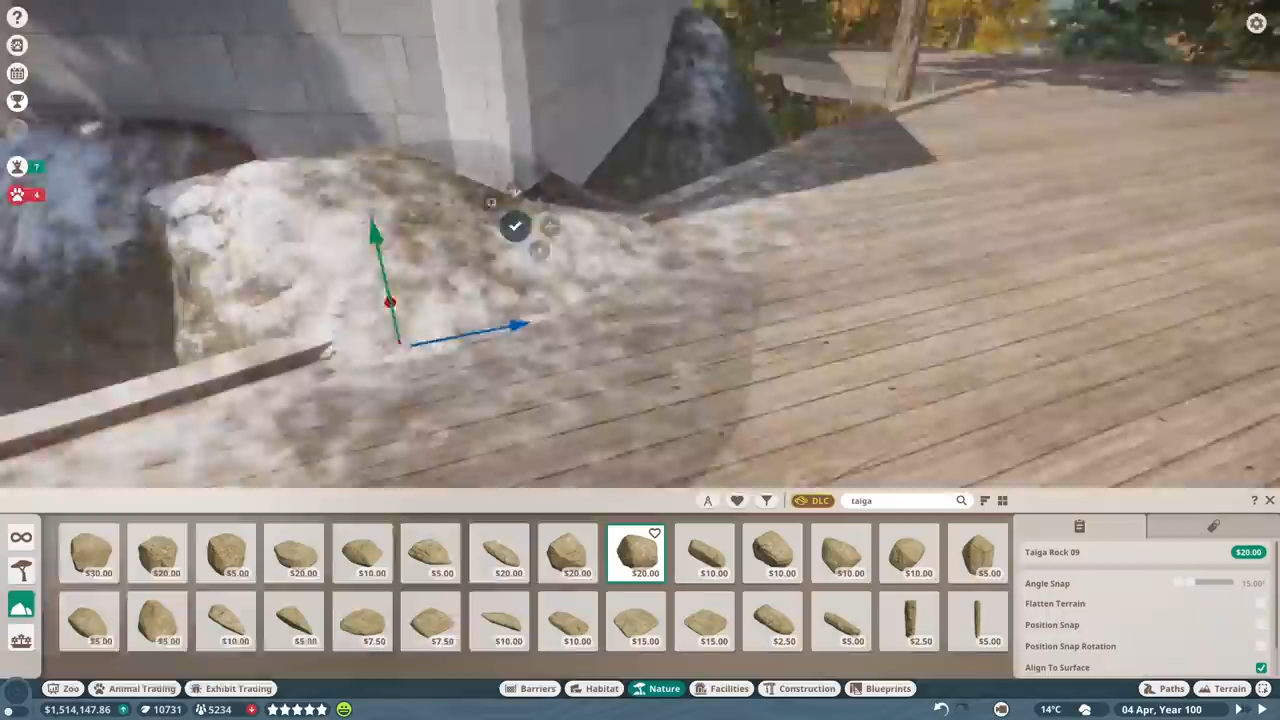 ?
7
4
DLC
taiga
?
$30.00 $20.00 $5.00 $20.00 $10.00 $5.00 $20.00 $20.00 $20.00 $10.00 $10.00 $10.00 $10.00 $5.00
$5.00 $5.00 $10.00 $5.00 $7.50 $7.50 $10.00 $10.00 $15.00 $15.00 $2.50 $5.00 $2.50 $5.00
Taiga Rock 09 $20.00
Angle Snap 15.00°
Flatten Terrain
Position Snap
Position Snap Rotation
Align To Surface
Zoo Animal Trading Exhibit Trading Barriers Habitat Nature Facilities Construction Blueprints Paths Terrain
$1,514,147.86 10731 5234 14°C 04 Apr, Year 100